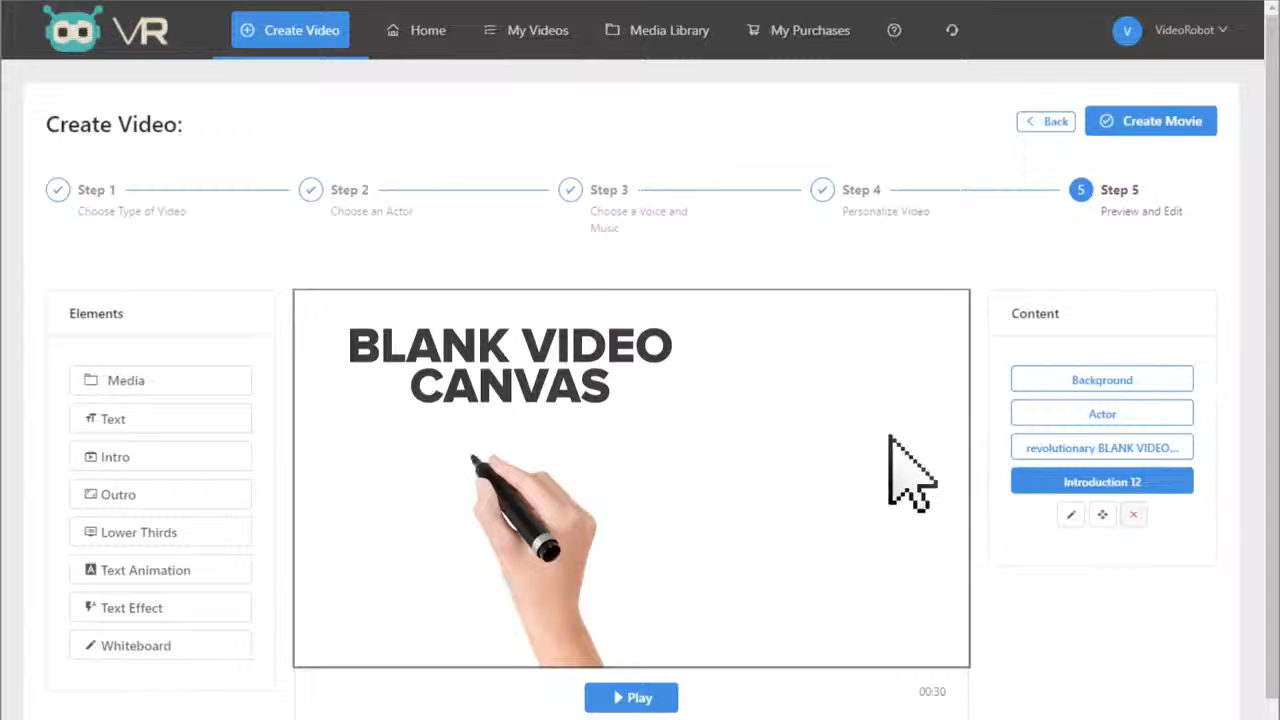 VR
Create Video
Home
My Videos
Media Library
My Purchases
V
VideoRobot
Create Video:
Back
Create Movie
Step 1
Choose Type of Video
Step 2
Choose an Actor
Step 3
Choose a Voice and
Music
Step 4
Personalize Video
5
Step 5
Preview and Edit
Elements
Media
Text
Intro
Outro
Lower Thirds
Text Animation
Text Effect
Whiteboard
BLANK VIDEO
CANVAS
Play
00:30
Content
Background
Actor
revolutionary BLANK VIDEO...
Introduction 12